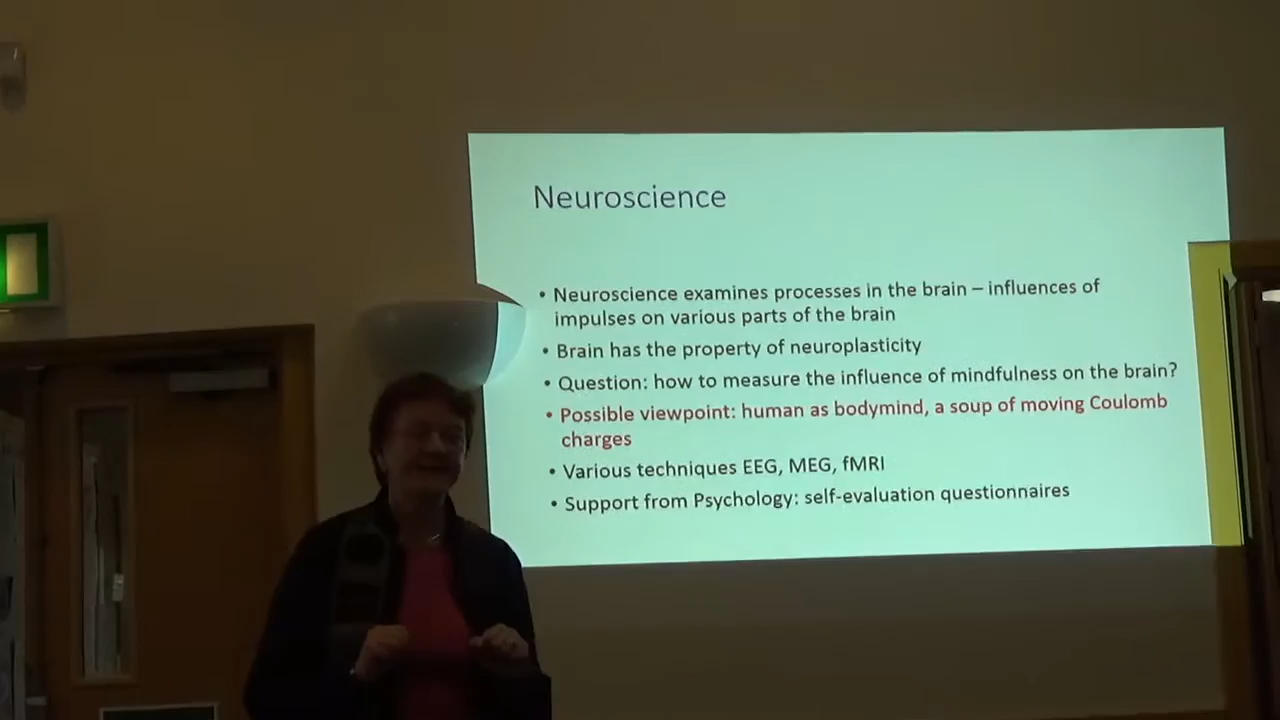 Neuroscience
• Neuroscience examines processes in the brain – influences of
impulses on various parts of the brain
• Brain has the property of neuroplasticity
• Question: how to measure the influence of mindfulness on the brain?
• Possible viewpoint: human as bodymind, a soup of moving Coulomb
charges
• Various techniques EEG, MEG, fMRI
• Support from Psychology: self-evaluation questionnaires